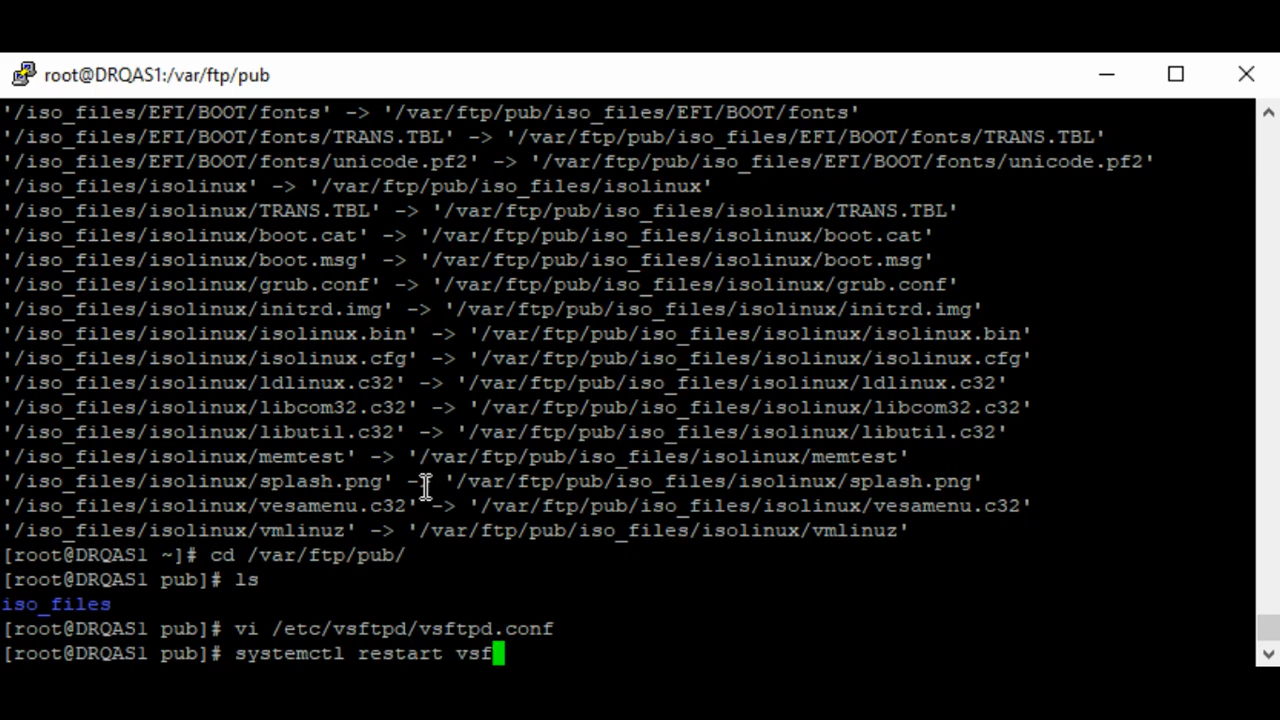 root@DRQAS1:/var/ftp/pub
'/iso_files/EFI/BOOT/fonts' -> '/var/ftp/pub/iso_files/EFI/BOOT/fonts'
'/iso_files/EFI/BOOT/fonts/TRANS.TBL' -> '/var/ftp/pub/iso_files/EFI/BOOT/fonts/TRANS.TBL'
'/iso_files/EFI/BOOT/fonts/unicode.pf2' -> '/var/ftp/pub/iso_files/EFI/BOOT/fonts/unicode.pf2'
'/iso_files/isolinux' -> '/var/ftp/pub/iso_files/isolinux'
'/iso_files/isolinux/TRANS.TBL' -> '/var/ftp/pub/iso_files/isolinux/TRANS.TBL'
'/iso_files/isolinux/boot.cat' -> '/var/ftp/pub/iso_files/isolinux/boot.cat'
'/iso_files/isolinux/boot.msg' -> '/var/ftp/pub/iso_files/isolinux/boot.msg'
'/iso_files/isolinux/grub.conf' -> '/var/ftp/pub/iso_files/isolinux/grub.conf'
'/iso_files/isolinux/initrd.img' -> '/var/ftp/pub/iso_files/isolinux/initrd.img'
'/iso_files/isolinux/isolinux.bin' -> '/var/ftp/pub/iso_files/isolinux/isolinux.bin'
'/iso_files/isolinux/isolinux.cfg' -> '/var/ftp/pub/iso_files/isolinux/isolinux.cfg'
'/iso_files/isolinux/ldlinux.c32' -> '/var/ftp/pub/iso_files/isolinux/ldlinux.c32'
'/iso_files/isolinux/libcom32.c32' -> '/var/ftp/pub/iso_files/isolinux/libcom32.c32'
'/iso_files/isolinux/libutil.c32' -> '/var/ftp/pub/iso_files/isolinux/libutil.c32'
'/iso_files/isolinux/memtest' -> '/var/ftp/pub/iso_files/isolinux/memtest'
'/iso_files/isolinux/splash.png' -> '/var/ftp/pub/iso_files/isolinux/splash.png'
'/iso_files/isolinux/vesamenu.c32' -> '/var/ftp/pub/iso_files/isolinux/vesamenu.c32'
'/iso_files/isolinux/vmlinuz' -> '/var/ftp/pub/iso_files/isolinux/vmlinuz'
[root@DRQAS1 ~]# cd /var/ftp/pub/
[root@DRQAS1 pub]# ls
iso_files
[root@DRQAS1 pub]# vi /etc/vsftpd/vsftpd.conf
[root@DRQAS1 pub]# systemctl restart vsf